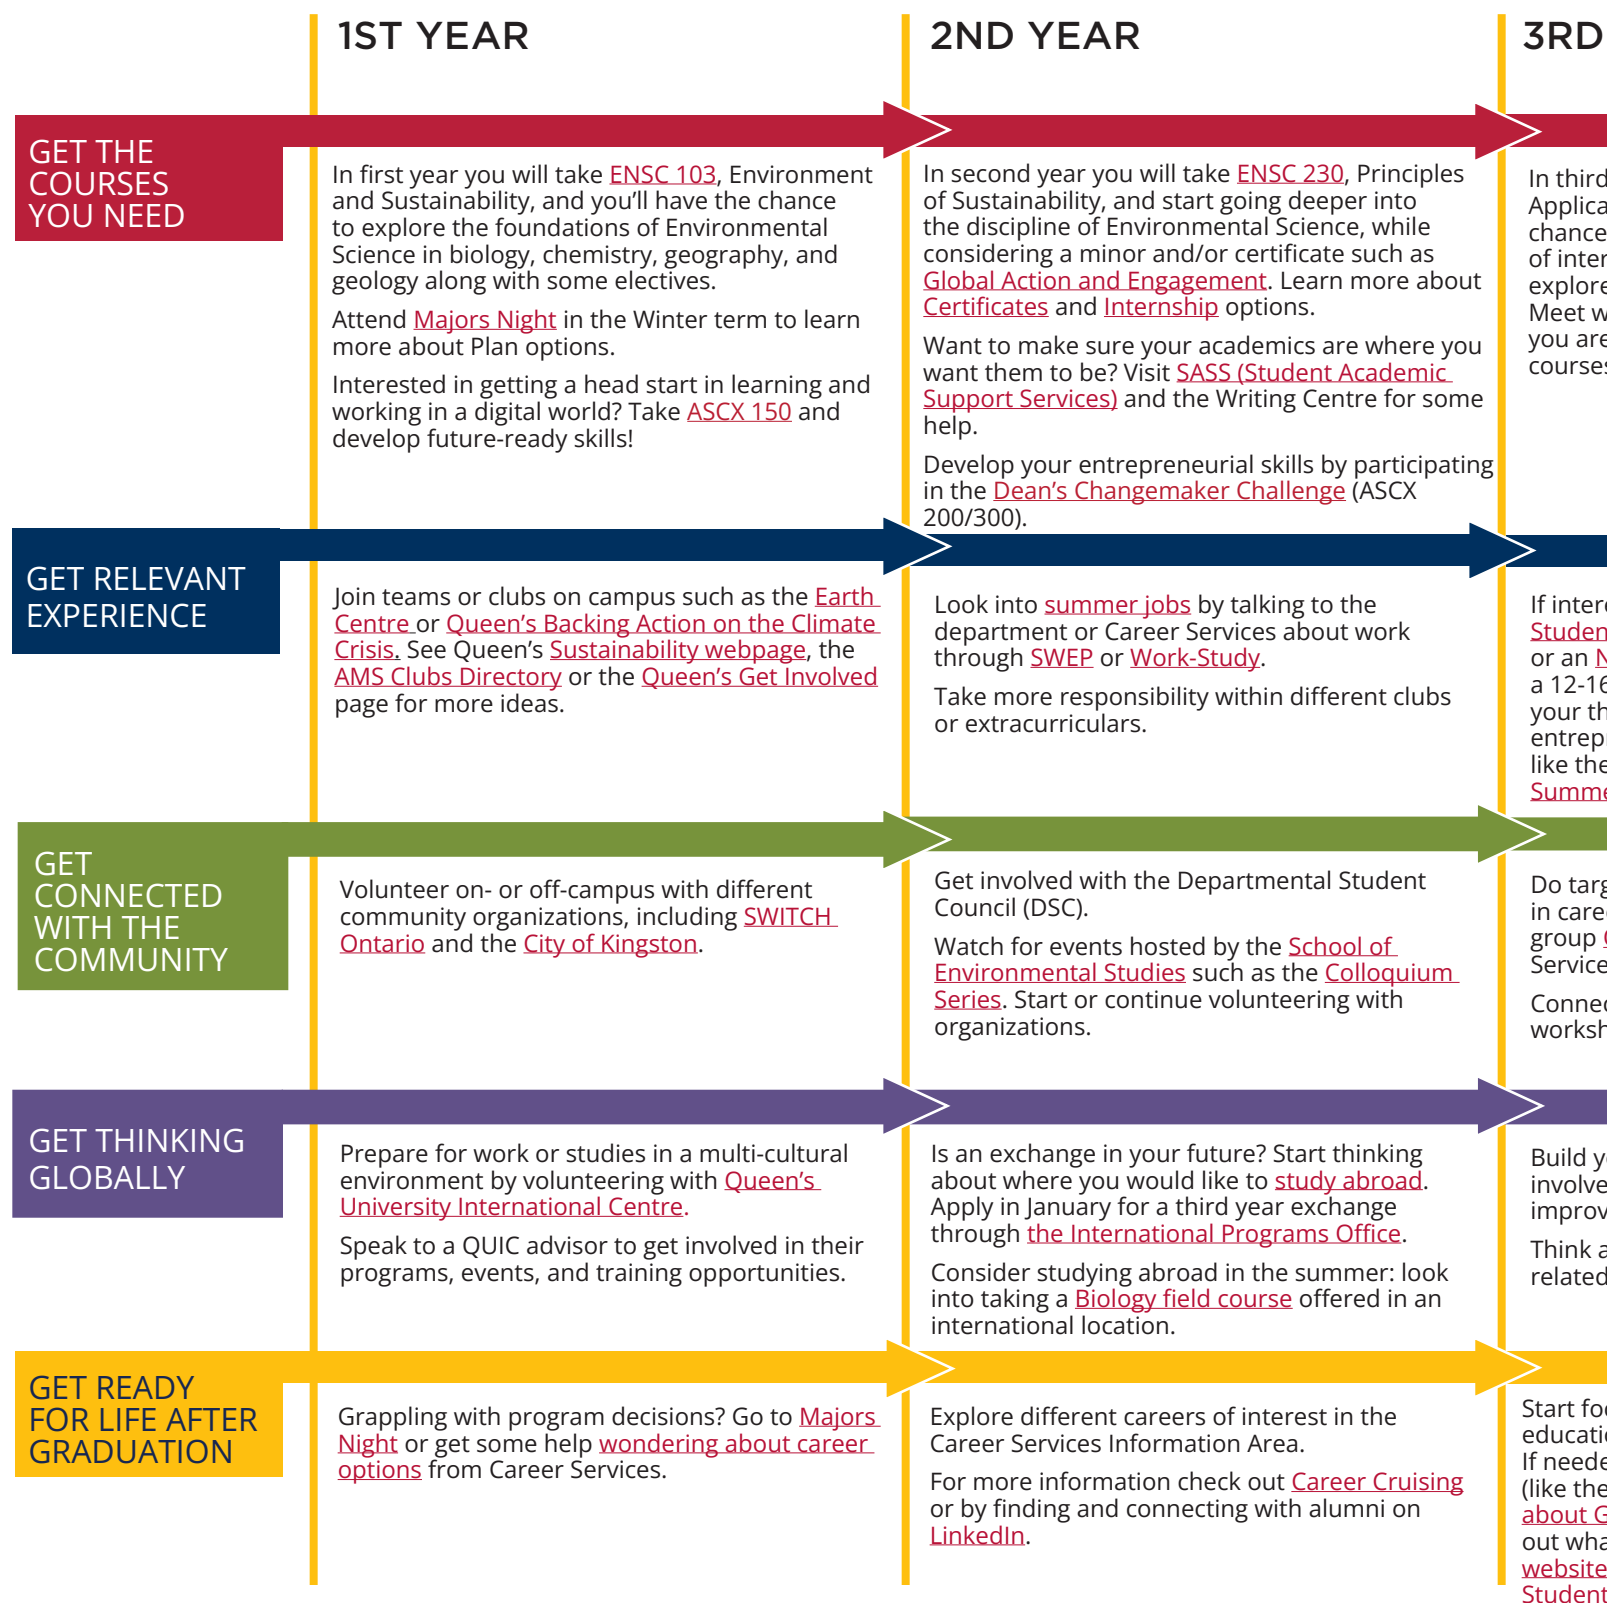 1ST YEAR
2ND YEAR
3RD
GET THE
COURSES
YOU NEED
In first year you will take ENSC 103, Environment
and Sustainability, and you’ll have the chance
to explore the foundations of Environmental
Science in biology, chemistry, geography, and
geology along with some electives.
Attend Majors Night in the Winter term to learn
more about Plan options.
Interested in getting a head start in learning and
working in a digital world? Take ASCX 150 and
develop future-ready skills!
In second year you will take ENSC 230, Principles
of Sustainability, and start going deeper into
the discipline of Environmental Science, while
considering a minor and/or certificate such as
Global Action and Engagement. Learn more about
Certificates and Internship options.
Want to make sure your academics are where you
want them to be? Visit SASS (Student Academic
Support Services) and the Writing Centre for some
help.
Develop your entrepreneurial skills by participating
in the Dean’s Changemaker Challenge (ASCX
200/300).
In third
chance
of
Meet
you are
GET RELEVANT
EXPERIENCE
Join teams or clubs on campus such as the Earth
Centre or Queen’s Backing Action on the Climate
Crisis. See Queen’s Sustainability webpage, the
AMS Clubs Directory or the Queen’s Get Involved
page for more ideas.
Look into summer jobs by talking to the
department or Career Services about work
through SWEP or Work-Study.
Take more responsibility within different clubs
or extracurriculars.
If
or an
a 12-16
your
like the
GET
CONNECTED
WITH THE
COMMUNITY
Volunteer on- or off-campus with different
community organizations, including SWITCH
Ontario and the City of Kingston.
Get involved with the Departmental Student
Council (DSC).
Watch for events hosted by the School of
Environmental Studies such as the Colloquium
Series. Start or continue volunteering with
organizations.
Do
in
group
GET THINKING
GLOBALLY
Prepare for work or studies in a multi-cultural
environment by volunteering with Queen’s
University International Centre.
Speak to a QUIC advisor to get involved in their
programs, events, and training opportunities.
Is an exchange in your future? Start thinking
about where you would like to study abroad.
Apply in January for a third year exchange
through the International Programs Office.
Consider studying abroad in the summer: look
into taking a Biology field course offered in an
international location.
Build
Think
related
GET READY
FOR LIFE AFTER
GRADUATION
Grappling with program decisions? Go to Majors
Night or get some help wondering about career
options from Career Services.
Explore different careers of interest in the
Career Services Information Area.
For more information check out Career Cruising
or by finding and connecting with alumni on
LinkedIn.
Start
If
(like the
about
out
website
Student